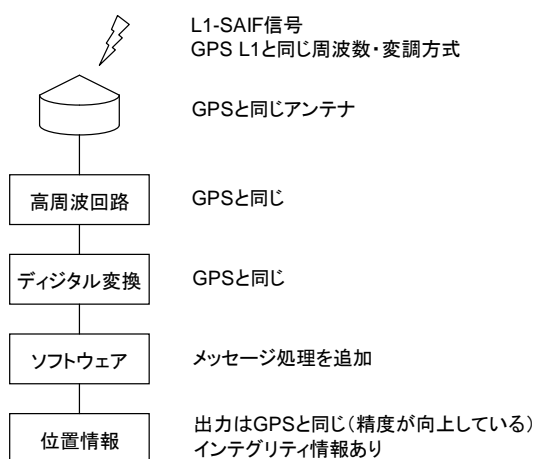 L1-SAIF信号
GPS L1と同じ周波数・変調方式
GPSと同じアンテナ
高周波回路
GPSと同じ
ディジタル変換
GPSと同じ
ソフトウェア
メッセージ処理を追加
位置情報
出力はGPSと同じ(精度が向上している)
インテグリティ情報あり